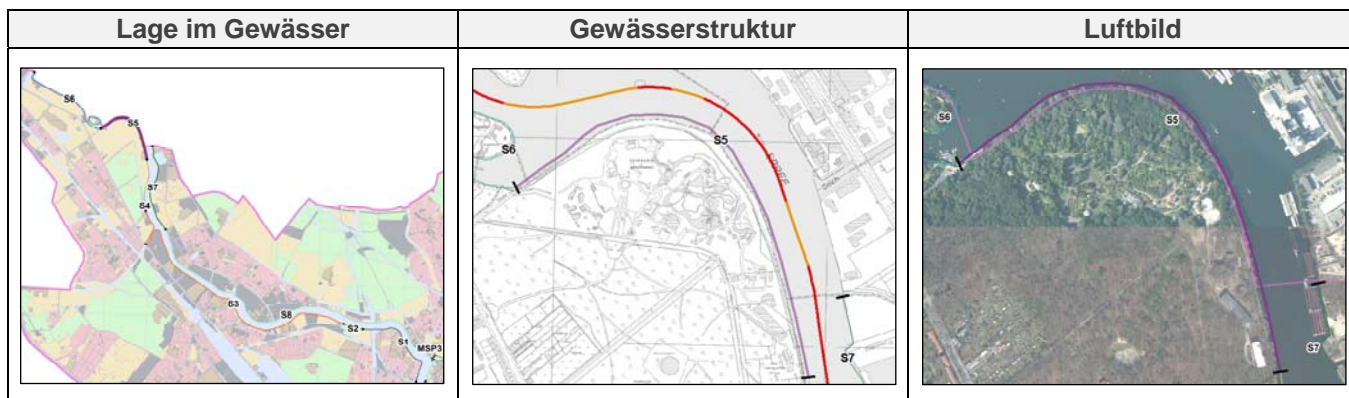 Lage im Gewässer
Gewässerstruktur
Luftbild
S6
S5
S7
S4
S3
S8
S2
S1
MSP3
S6
S5
SPREE
S7
S6
S5
S7